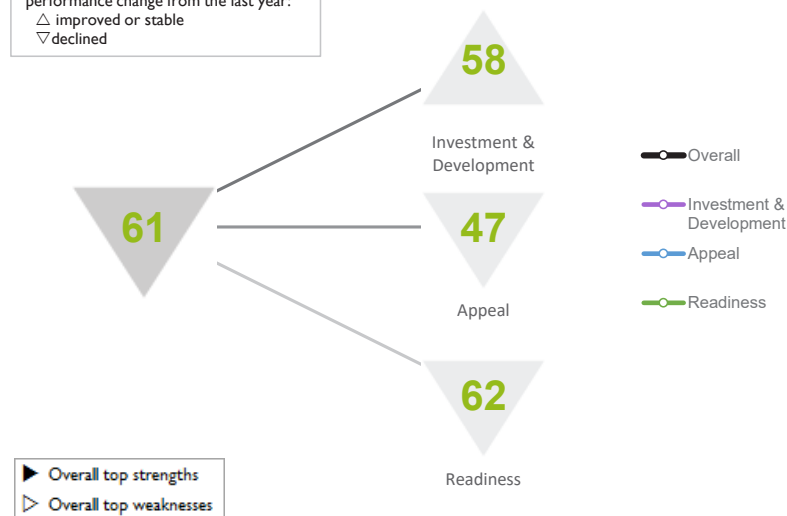 performance change from the last year:
△ improved or stable
▽ declined
58
Investment &
Development
61
47
Appeal
62
Readiness
Overall
Investment &
Development
Appeal
Readiness
▶ Overall top strengths
▷ Overall top weaknesses